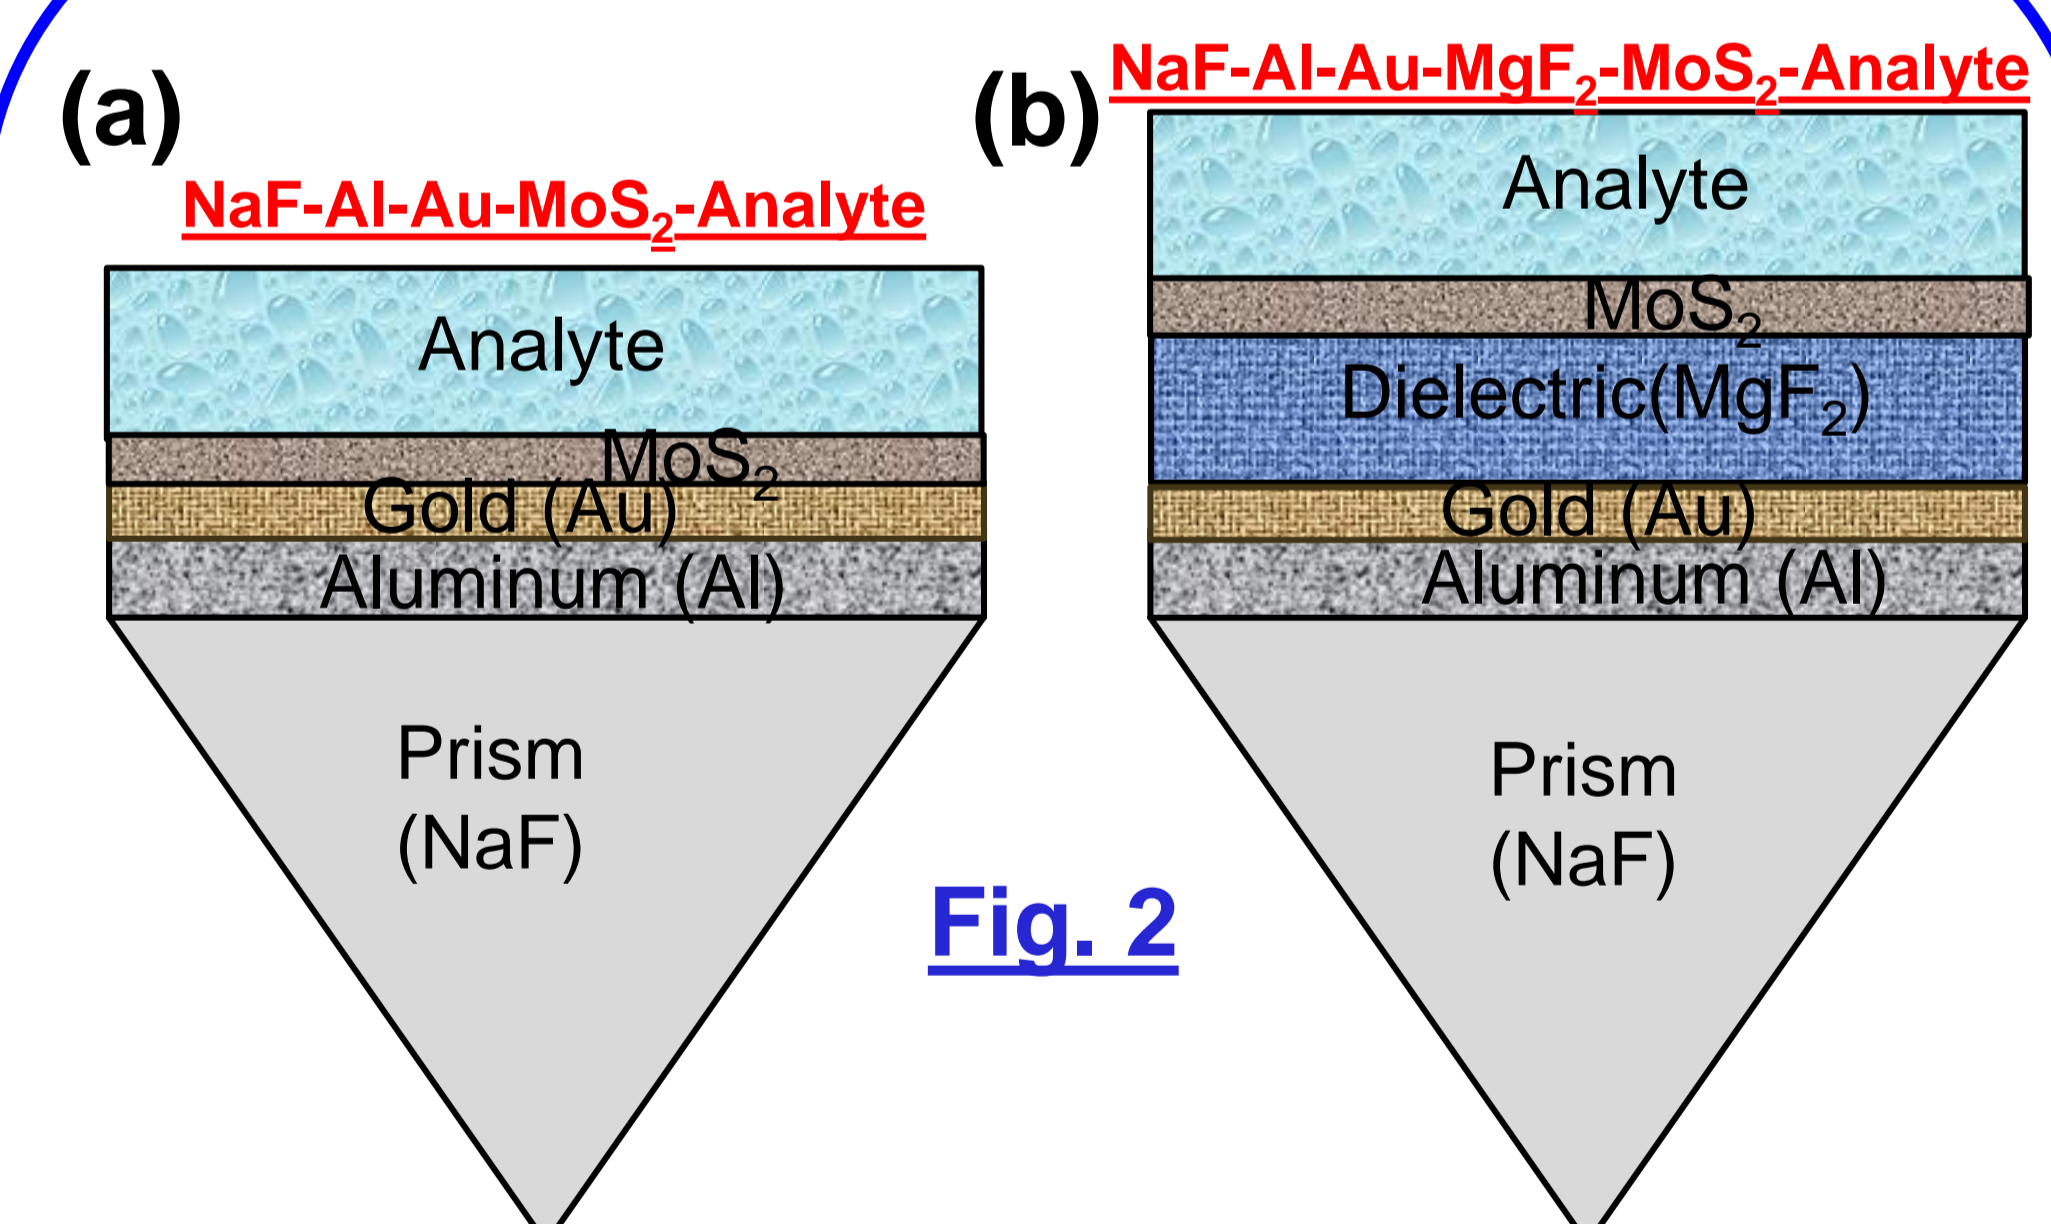 (a)
NaF-Al-Au-MoS₂-Analyte
Analyte
MoS₂
Gold (Au)
Aluminum (Al)
Prism
(NaF)
(b)
NaF-Al-Au-MgF₂-MoS₂-Analyte
Analyte
MoS₂
Dielectric(MgF₂)
Gold (Au)
Aluminum (Al)
Prism
(NaF)
Fig. 2